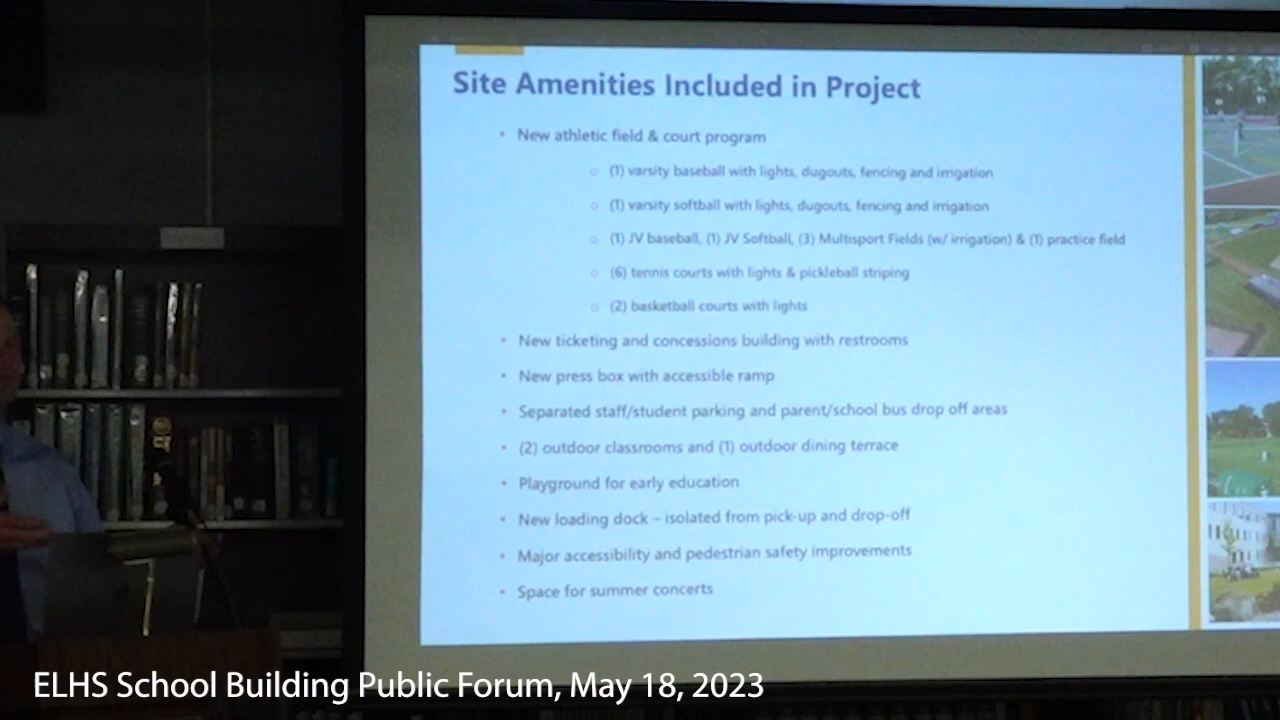 Site Amenities Included in Project
• New athletic field & court program
○ (1) varsity baseball with lights, dugouts, fencing and irrigation
○ (1) varsity softball with lights, dugouts, fencing and irrigation
○ (1) JV baseball, (1) JV Softball, (3) Multisport Fields (w/ irrigation) & (1) practice field
○ (6) tennis courts with lights & pickleball striping
○ (2) basketball courts with lights
• New ticketing and concessions building with restrooms
• New press box with accessible ramp
• Separated staff/student parking and parent/school bus drop off areas
• (2) outdoor classrooms and (1) outdoor dining terrace
• Playground for early education
• New loading dock – isolated from pick-up and drop-off
• Major accessibility and pedestrian safety improvements
• Space for summer concerts
ELHS School Building Public Forum, May 18, 2023